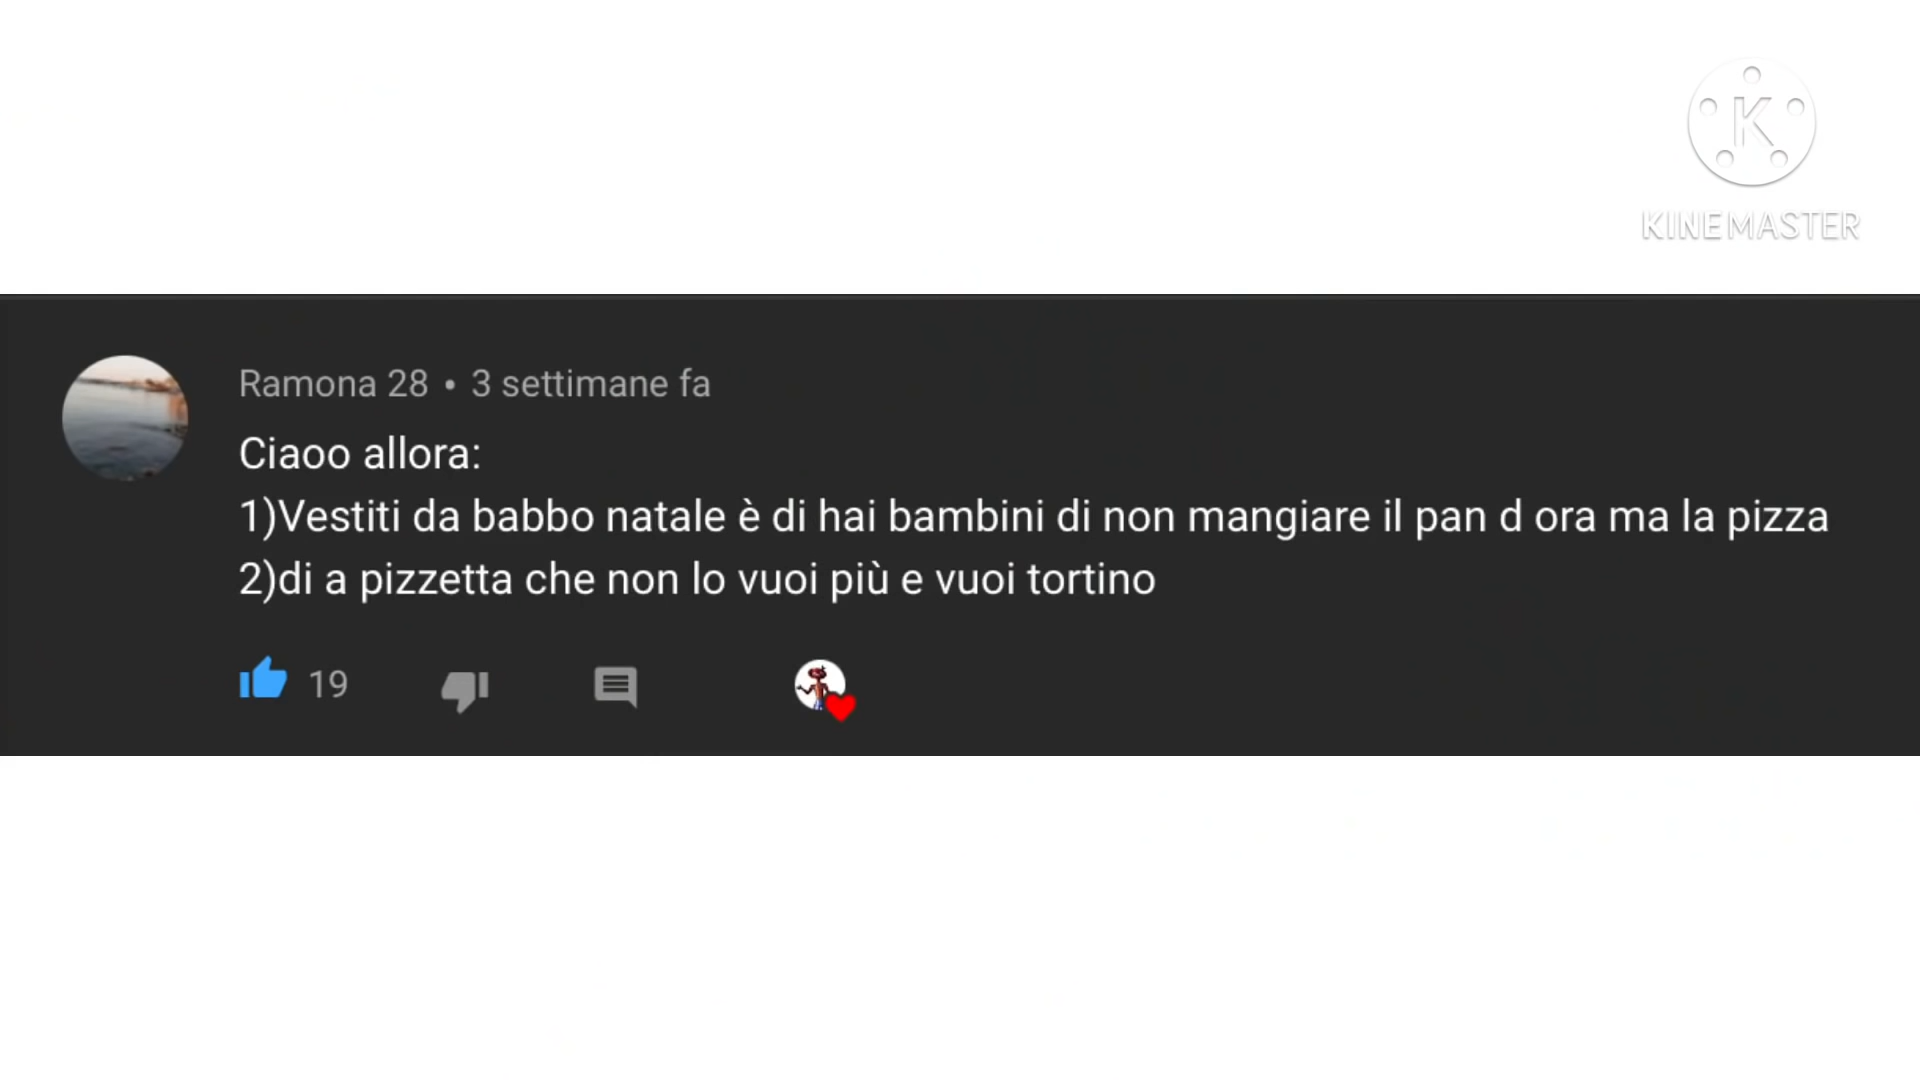 K
KINEMASTER
Ramona 28 • 3 settimane fa
Ciaoo allora:
1)Vestiti da babbo natale è di hai bambini di non mangiare il pan d ora ma la pizza
2)di a pizzetta che non lo vuoi più e vuoi tortino
19